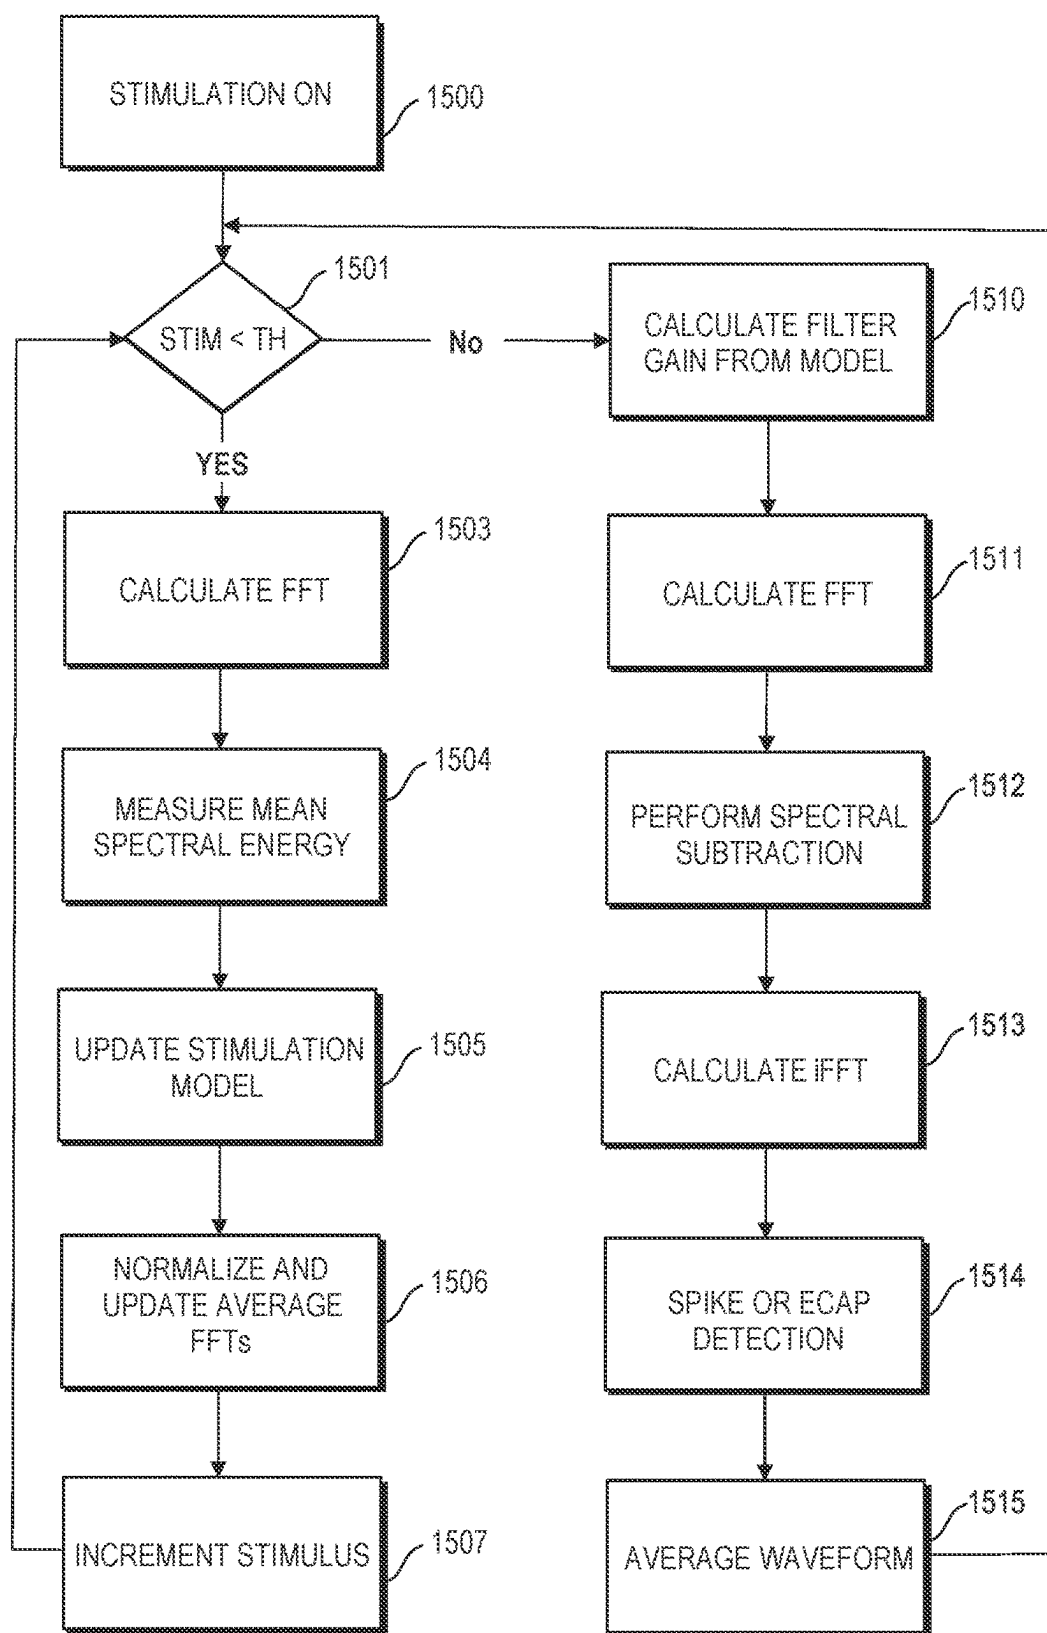 STIMULATION ON
1500
1501
STIM < TH
No
YES
1503
CALCULATE FFT
1504
MEASURE MEAN
SPECTRAL ENERGY
1505
UPDATE STIMULATION
MODEL
1506
NORMALIZE AND
UPDATE AVERAGE
FFTs
1507
INCREMENT STIMULUS
1510
CALCULATE FILTER
GAIN FROM MODEL
1511
CALCULATE FFT
1512
PERFORM SPECTRAL
SUBTRACTION
1513
CALCULATE iFFT
1514
SPIKE OR ECAP
DETECTION
1515
AVERAGE WAVEFORM